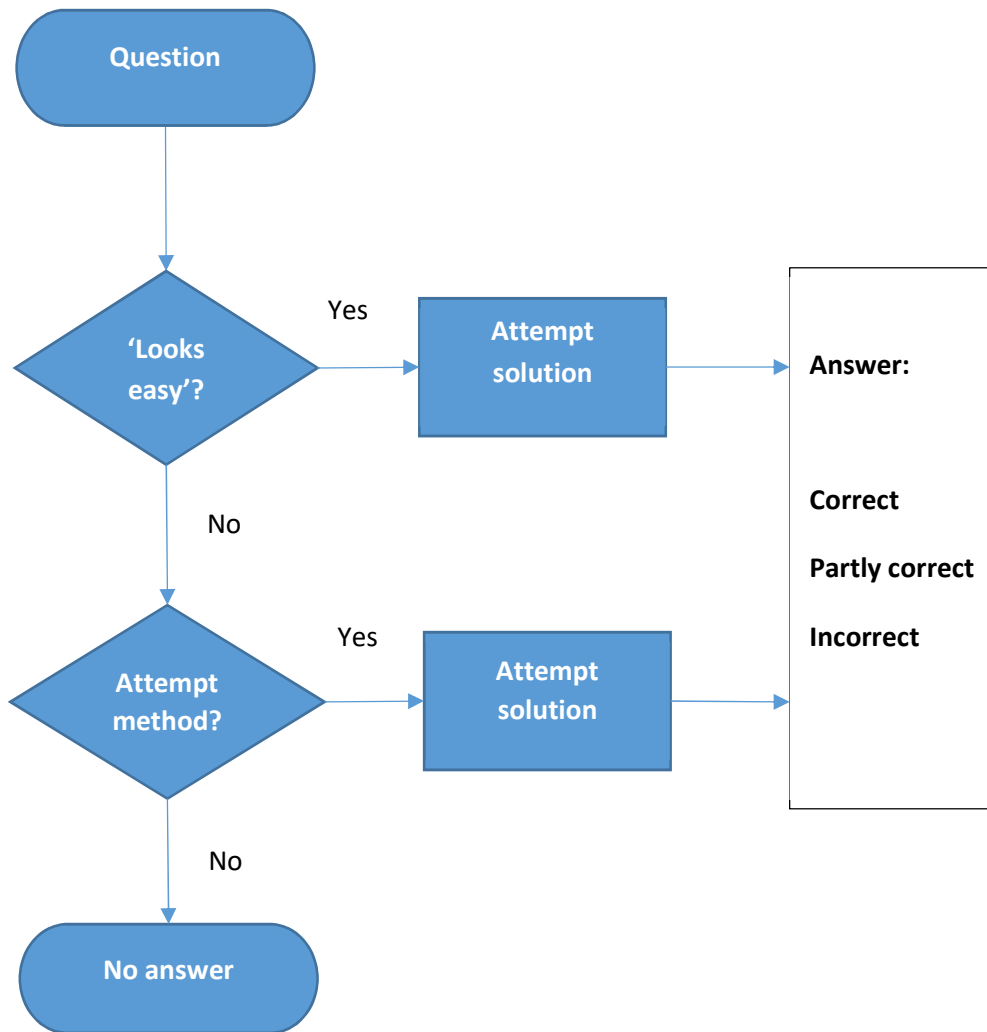 Question
‘Looks
easy’?
Yes
Attempt
solution
Answer:
Correct
Partly correct
Incorrect
No
Attempt
method?
Yes
Attempt
solution
No
No answer